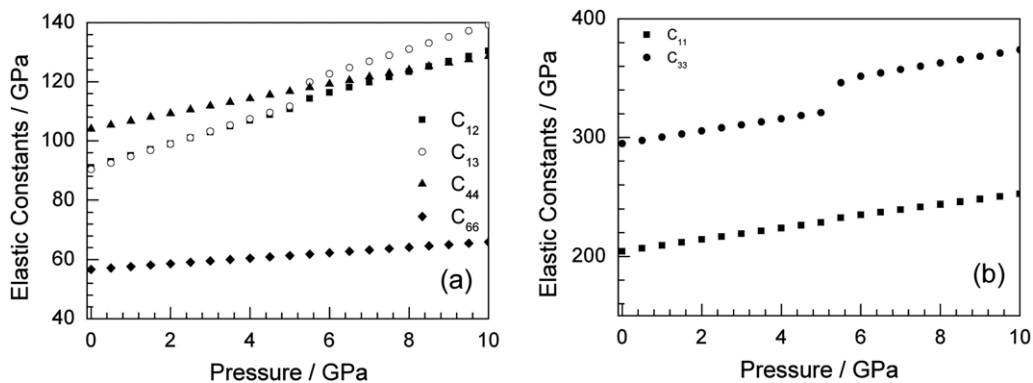 140
120
100
80
60
40
Elastic Constants / GPa
C12
C13
C44
C66
(a)
0 2 4 6 8 10
Pressure / GPa
C11
C33
400
300
200
Elastic Constants / GPa
(b)
0 2 4 6 8 10
Pressure / GPa